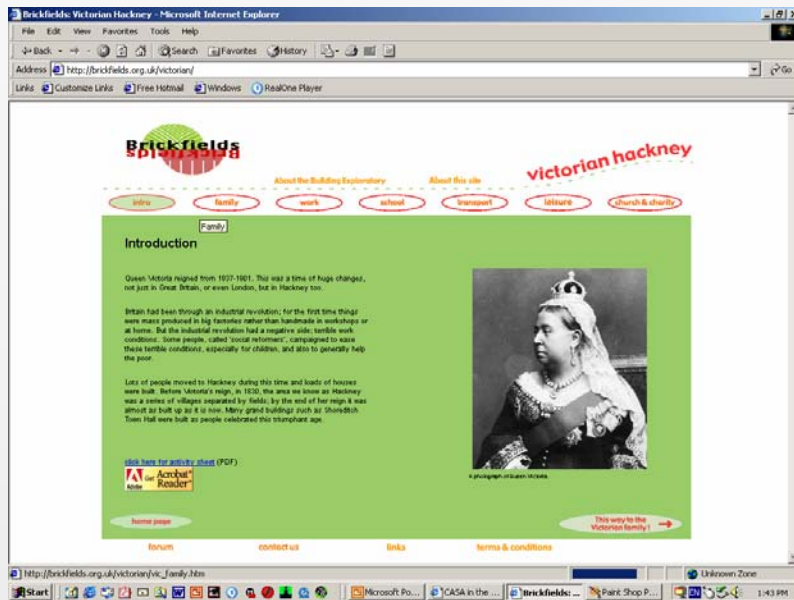 Brickfields: Victorian Hackney - Microsoft Internet Explorer
File Edit View Favorites Tools Help
Back Search Favorites History
Address http://brickfields.org.uk/victorian/ Go
Links Customize Links Free Hotmail Windows RealOne Player
Brickfields
Brickfields
victorian hackney
About the Building Exploratory About this site
intro family work school transport leisure church & charity
Family
Introduction
Queen Victoria reigned from 1837-1901. This was a time of huge changes,
not just in Great Britain, or even London, but in Hackney too.
Britain had been through an industrial revolution; for the first time things
were mass produced in big factories rather than handmade in workshops or
at home. But the industrial revolution had a negative side; terrible work
conditions. Some people, called 'social reformers', campaigned to ease
these terrible conditions, especially for children, and also to generally help
the poor.
Lots of people moved to Hackney during this time and loads of houses
were built. Before Victoria's reign, in 1830, the area we know as Hackney
was a series of villages separated by fields; by the end of her reign it was
almost as built up as it is now. Many grand buildings such as Shoreditch
Town Hall were built as people celebrated this triumphant age.
click here for activity sheet (PDF)
Adobe Get Acrobat Reader
A photograph of Queen Victoria.
home page
This way to the
Victorian family!
forum contact us links terms & conditions
http://brickfields.org.uk/victorian/vic_family.htm Unknown Zone
Start Microsoft Po... CASA in the ... Brickfields: ... Paint Shop P... EN 1:43 PM